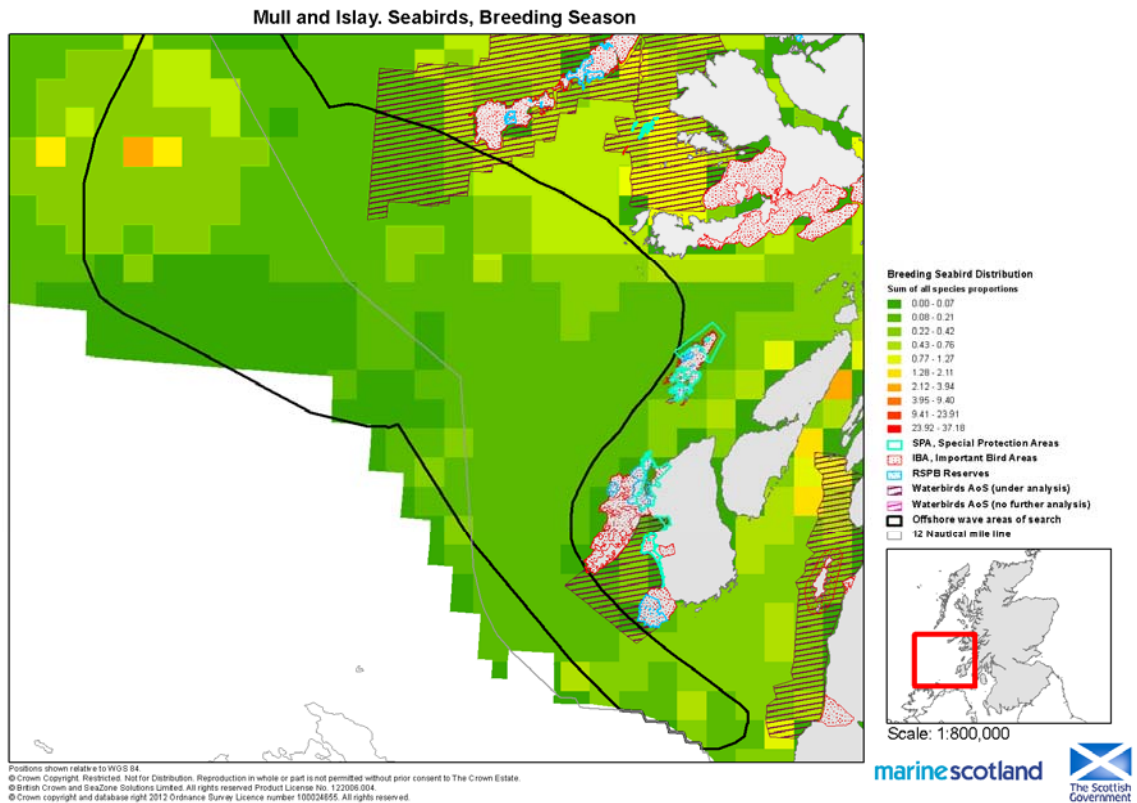 Mull and Islay. Seabirds, Breeding Season
Breeding Seabird Distribution
Sum of all species proportions
0.00 - 0.07
0.08 - 0.21
0.22 - 0.42
0.43 - 0.76
0.77 - 1.27
1.28 - 2.11
2.12 - 3.94
3.95 - 9.40
9.41 - 23.91
23.92 - 37.18
SPA, Special Protection Areas
IBA, Important Bird Areas
RSPB Reserves
Waterbirds AoS (under analysis)
Waterbirds AoS (no further analysis)
Offshore wave areas of search
12 Nautical mile line
Scale: 1:800,000
marinescotland
The Scottish
Government
Positions shown relative to WGS 84.
© Crown Copyright. Restricted. Not for Distribution. Reproduction in whole or part is not permitted without prior consent to The Crown Estate.
© British Crown and SeaZone Solutions Limited. All rights reserved Product License No. 122006.004.
© Crown copyright and database right 2012 Ordnance Survey Licence number 100024655. All rights reserved.